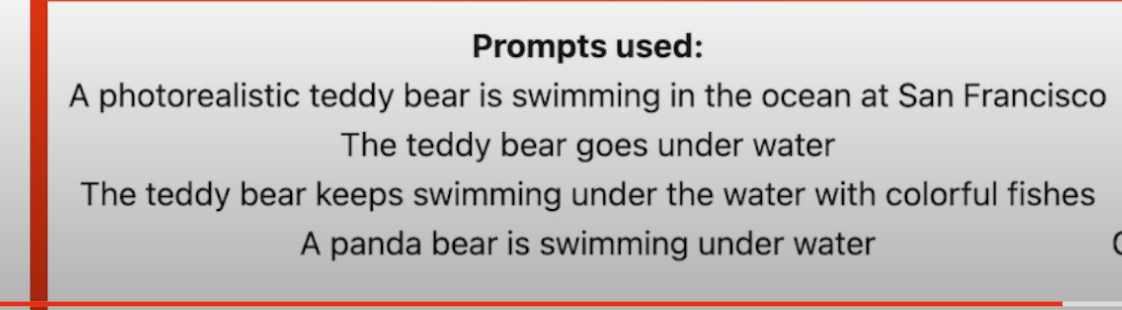 Prompts used:
A photorealistic teddy bear is swimming in the ocean at San Francisco
The teddy bear goes under water
The teddy bear keeps swimming under the water with colorful fishes
A panda bear is swimming under water